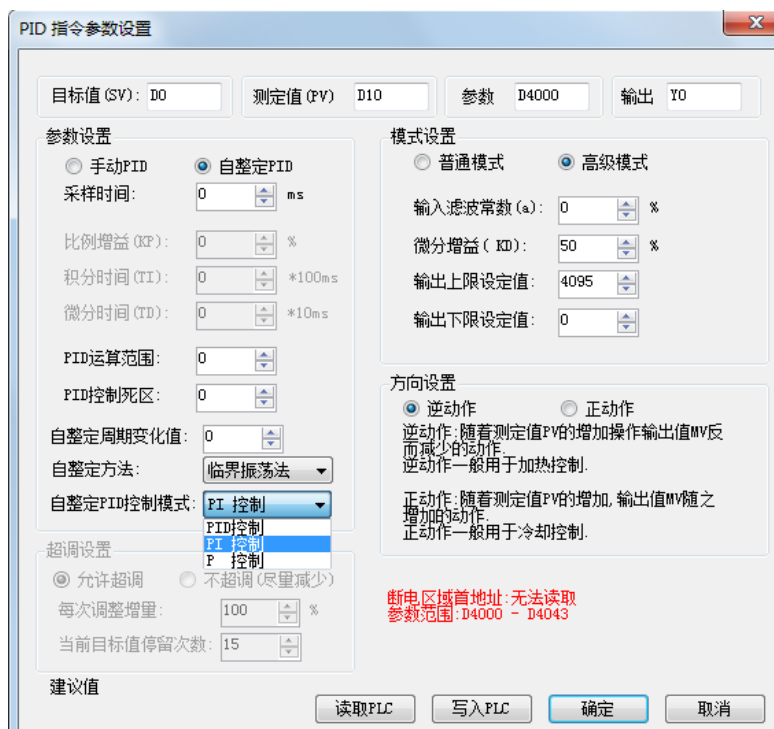 PID 指令参数设置
目标值(SV): D0 测定值(PV) D10 参数 D4000 输出 Y0
参数设置
手动PID 自整定PID
采样时间: 0 ms
比例增益(KP): 0 %
积分时间(TI): 0 *100ms
微分时间(TD): 0 *10ms
PID运算范围: 0
PID控制死区: 0
自整定周期变化值: 0
自整定方法: 临界振荡法
自整定PID控制模式: PI 控制
PID控制
PI 控制
P 控制
超调设置
允许超调 不超调(尽量减少)
每次调整增量: 100 %
当前目标值停留次数: 15
建议值
模式设置
普通模式 高级模式
输入滤波常数(a): 0 %
微分增益( KD): 50 %
输出上限设定值: 4095
输出下限设定值: 0
方向设置
逆动作 正动作
逆动作:随着测定值PV的增加操作输出值MV反
而减少的动作.
逆动作一般用于加热控制.
正动作:随着测定值PV的增加,输出值MV随之
增加的动作.
正动作一般用于冷却控制.
断电区域首地址:无法读取
参数范围:D4000 - D4043
读取PLC 写入PLC 确定 取消